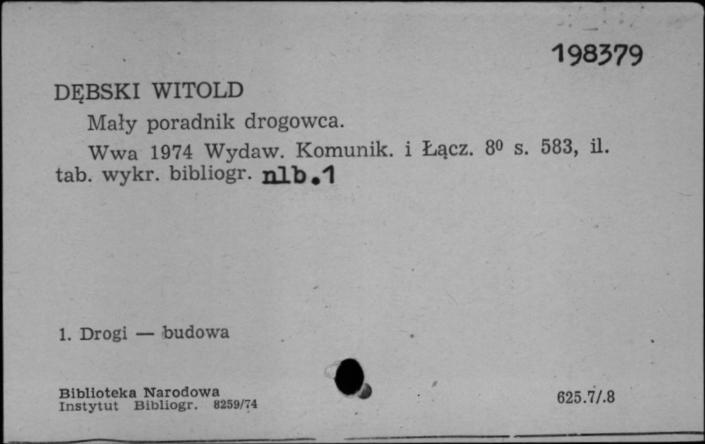 198379
DĘBSKI WITOLD
Mały poradnik drogowca.
Wwa 1974 Wydaw. Komunik. i Łącz. 8⁰ s. 583, il.
tab. wykr. bibliogr. nlb.1
1. Drogi — budowa
Biblioteka Narodowa
Instytut Bibliogr. 8259/74
625.7/.8